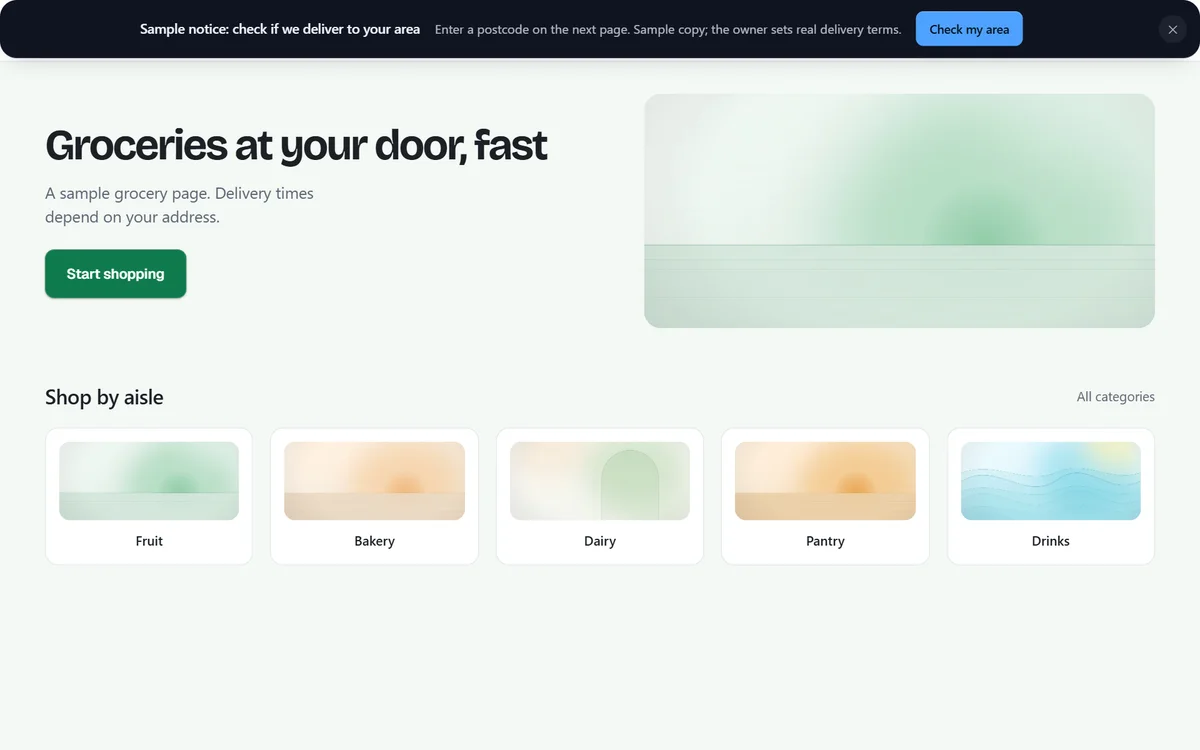 Sample notice: check if we deliver to your area
Enter a postcode on the next page. Sample copy; the owner sets real delivery terms.
Check my area
Groceries at your door, fast
A sample grocery page. Delivery times
depend on your address.
Start shopping
Shop by aisle
All categories
Fruit
Bakery
Dairy
Pantry
Drinks